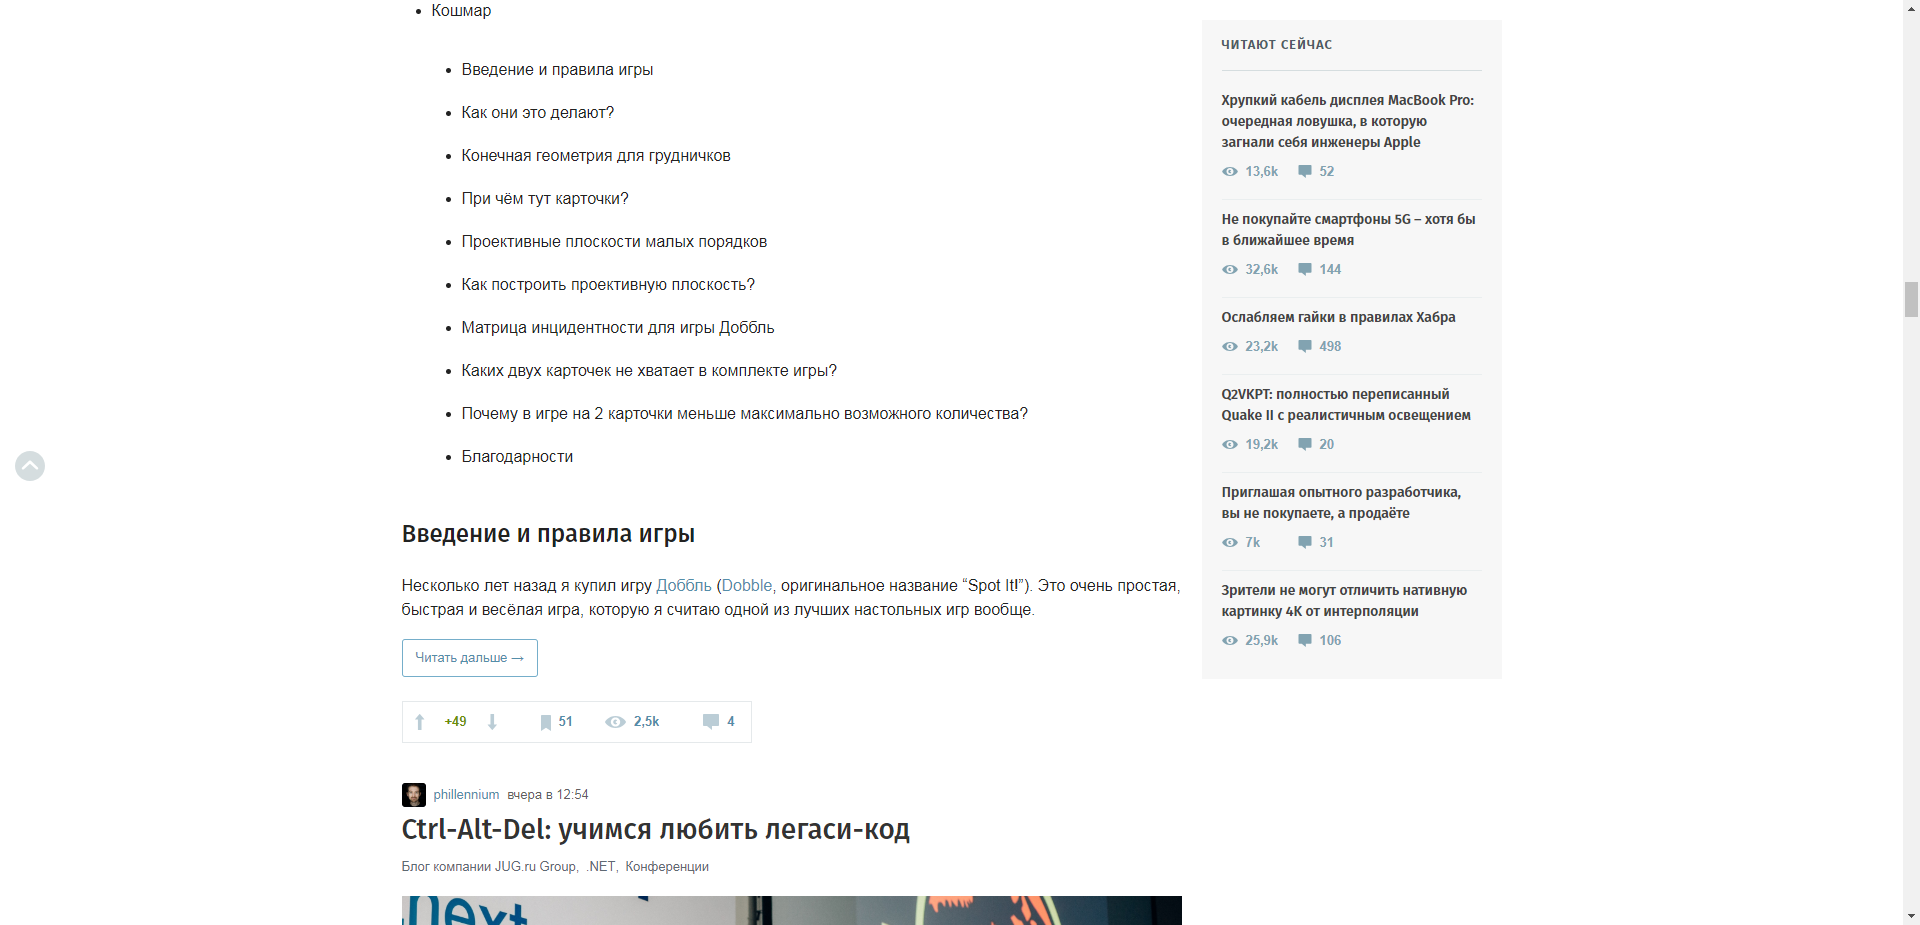 Кошмар
Введение и правила игры
Как они это делают?
Конечная геометрия для грудничков
При чём тут карточки?
Проективные плоскости малых порядков
Как построить проективную плоскость?
Матрица инцидентности для игры Доббль
Каких двух карточек не хватает в комплекте игры?
Почему в игре на 2 карточки меньше максимально возможного количества?
Благодарности
Введение и правила игры
Несколько лет назад я купил игру Доббль (Dobble, оригинальное название “Spot It!”). Это очень простая,
быстрая и весёлая игра, которую я считаю одной из лучших настольных игр вообще.
Читать дальше →
+49 51 2,5k 4
phillennium вчера в 12:54
Ctrl-Alt-Del: учимся любить легаси-код
Блог компании JUG.ru Group, .NET, Конференции
Next
ЧИТАЮТ СЕЙЧАС
Хрупкий кабель дисплея MacBook Pro:
очередная ловушка, в которую
загнали себя инженеры Apple
13,6k 52
Не покупайте смартфоны 5G – хотя бы
в ближайшее время
32,6k 144
Ослабляем гайки в правилах Хабра
23,2k 498
Q2VKPT: полностью переписанный
Quake II с реалистичным освещением
19,2k 20
Приглашая опытного разработчика,
вы не покупаете, а продаёте
7k 31
Зрители не могут отличить нативную
картинку 4K от интерполяции
25,9k 106